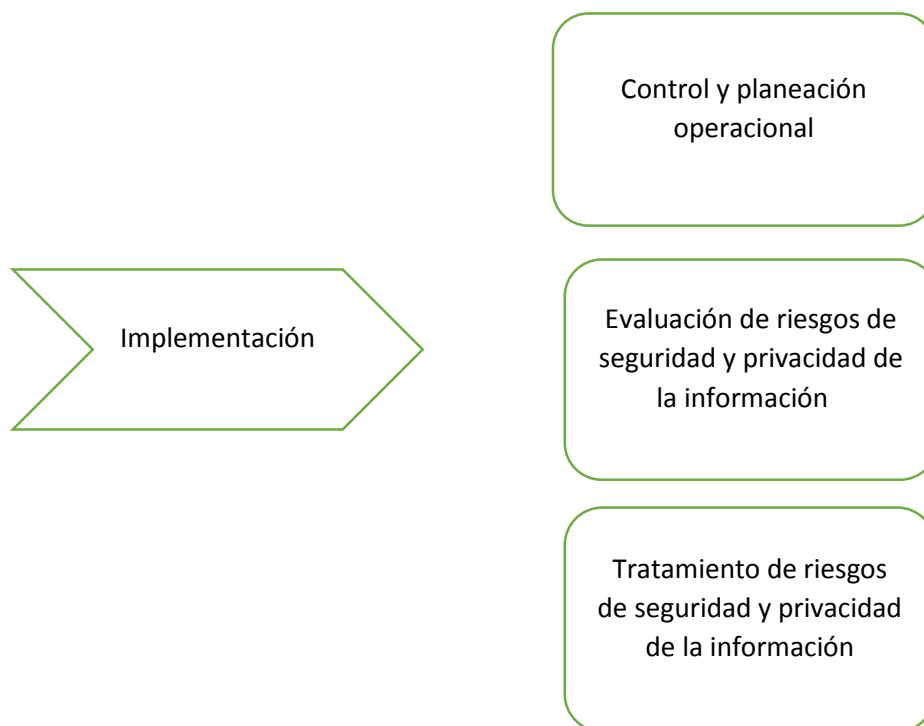 Control y planeación
operacional
Implementación
Evaluación de riesgos de
seguridad y privacidad de
la información
Tratamiento de riesgos
de seguridad y privacidad
de la información